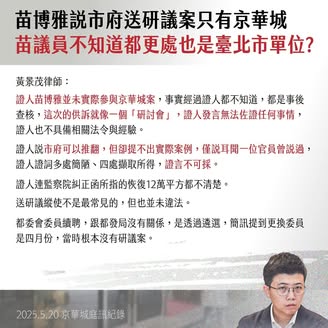 苗博雅說市府送研議案只有京華城
苗議員不知道都更處也是臺北市單位?
黃景茂律師：
證人苗博雅並未實際參與京華城案，事實經過證人都不知道，都是事後
查核，這次的供訴就像一個「研討會」，證人發言無法佐證任何事情，
證人也不具備相關法令與經驗。
證人說市府可以推翻，但卻提不出實際案例，僅說耳聞一位官員曾說過，
證人證詞多處簡陋、四處擷取所得，證言不可採。
證人連監察院糾正函所指的恢復12萬平方都不清楚。
送研議縱使不是最常見的，但也並未違法。
都委會委員續聘，跟都發局沒有關係，是透過遴選，簡訊提到更換委員
是四月份，當時根本沒有研議案。
2025.5.20 京華城庭訊紀錄